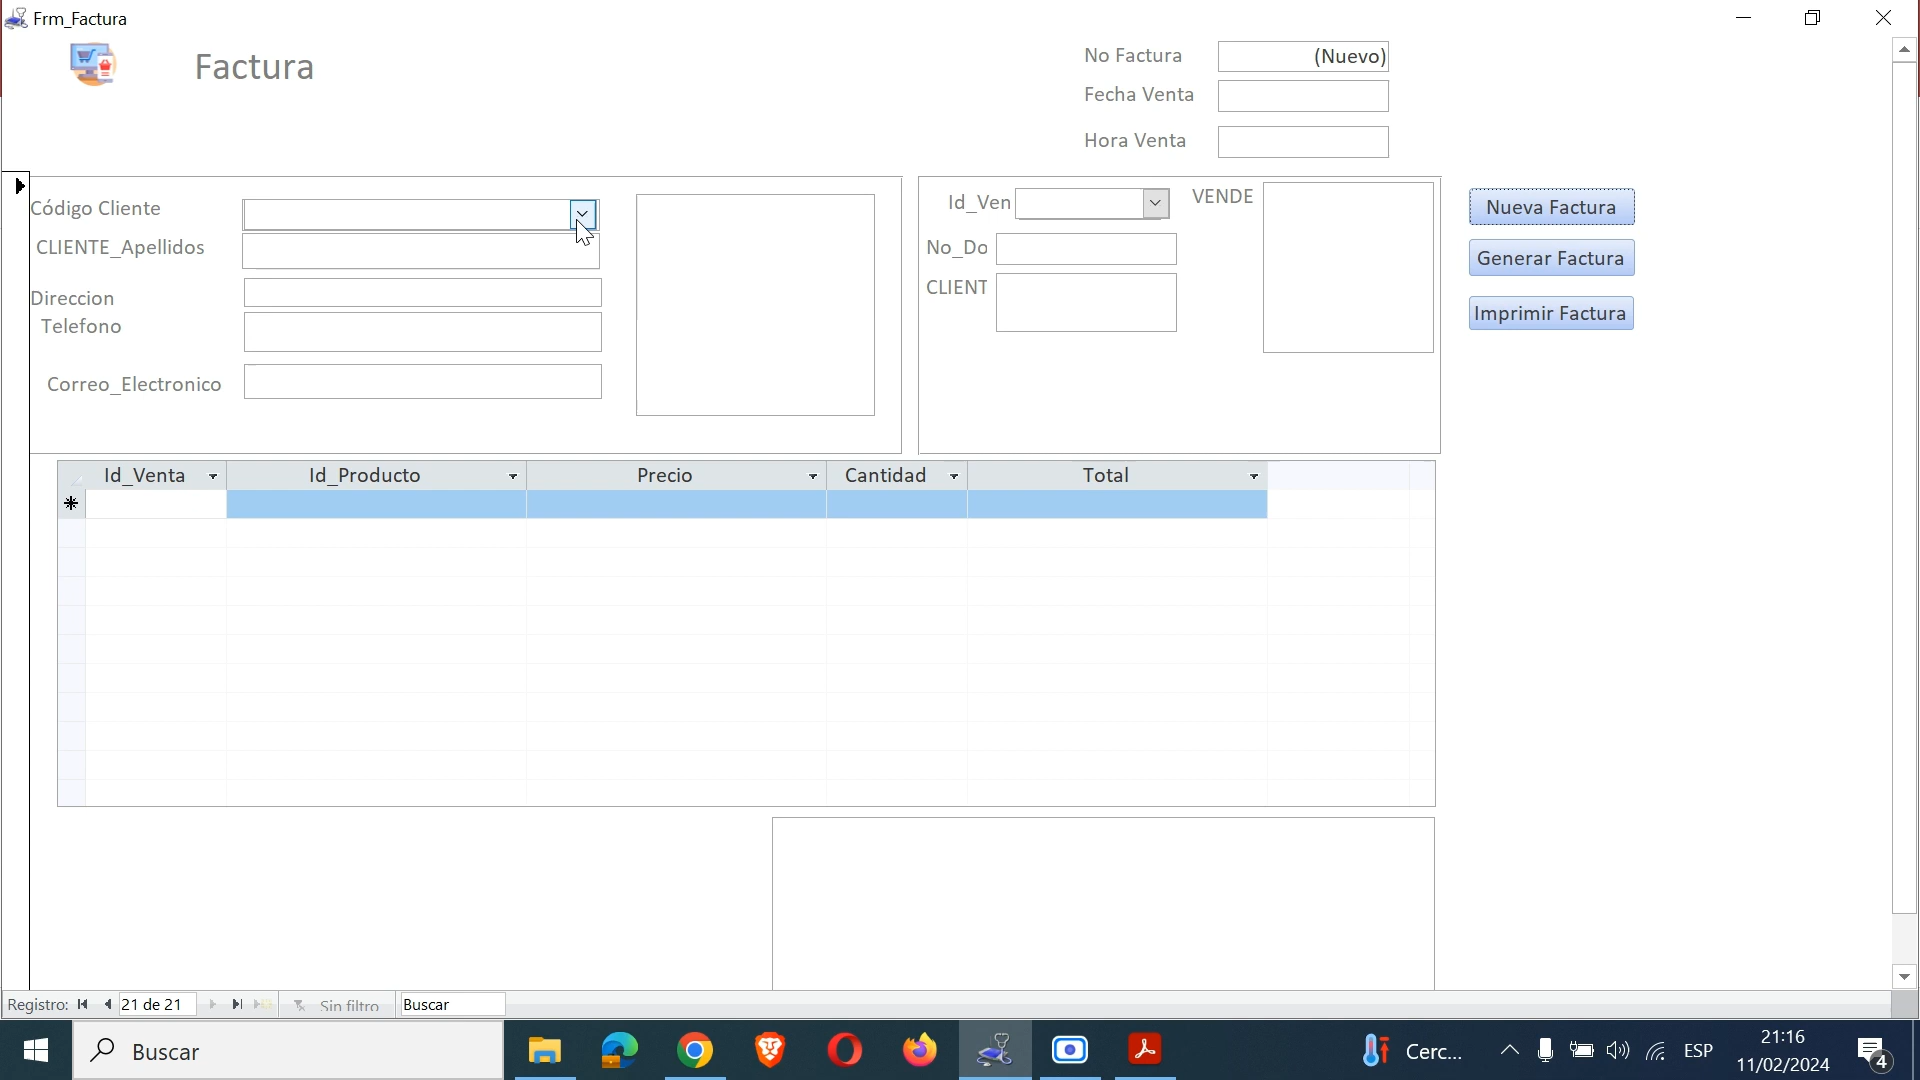 Frm_Factura
Factura
No Factura (Nuevo)
Fecha Venta
Hora Venta
Código Cliente
CLIENTE_Apellidos
Direccion
Telefono
Correo_Electronico
Id_Ven
VENDE
No_Do
CLIENT
Nueva Factura
Generar Factura
Imprimir Factura
Id_Venta Id_Producto Precio Cantidad Total
Registro: 21 de 21 Sin filtro Buscar
Buscar
Cerc... ESP 21:16
11/02/2024
4